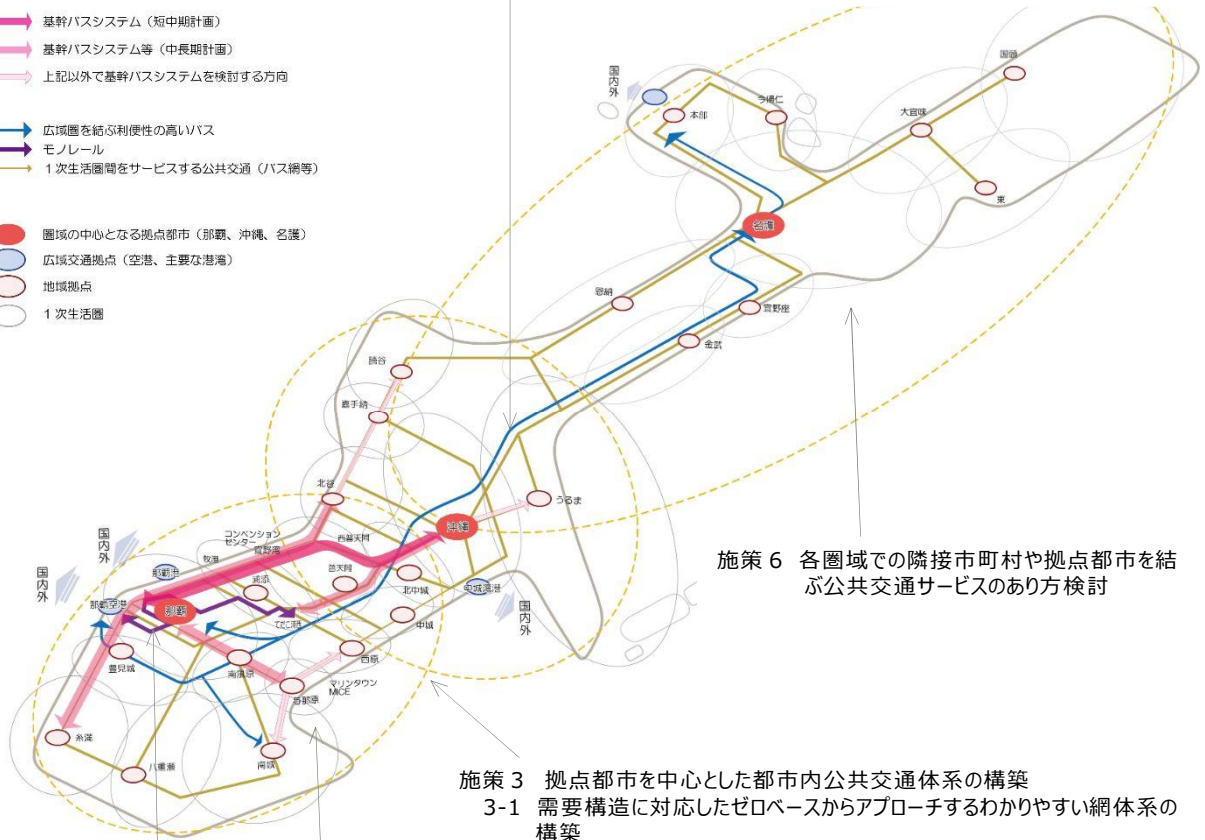 基幹バスシステム（短中期計画）
基幹バスシステム等（中長期計画）
上記以外で基幹バスシステムを検討する方向
広域圏を結ぶ利便性の高いバス
モノレール
１次生活圏間をサービスする公共交通（バス網等）
圏域の中心となる拠点都市（那覇、沖縄、名護）
広域交通拠点（空港、主要な港湾）
地域拠点
１次生活圏
国頭
国内外
今帰仁
本部
大宜味
東
名護
恩納
宜野座
金武
読谷
嘉手納
北谷
うるま
沖縄
コンベンション
センター
宜野湾
西普天間
国内外
牧港
普天間
那覇港
浦添
北中城
中城湾港
国内外
国内外
那覇空港
那覇
てだこ浦西
中城
西原
豊見城
南風原
マリンタウン
MICE
与那原
糸満
八重瀬
南城
施策６ 各圏域での隣接市町村や拠点都市を結
ぶ公共交通サービスのあり方検討
施策３ 拠点都市を中心とした都市内公共交通体系の構築
3-1 需要構造に対応したゼロベースからアプローチするわかりやすい網体系の
構築